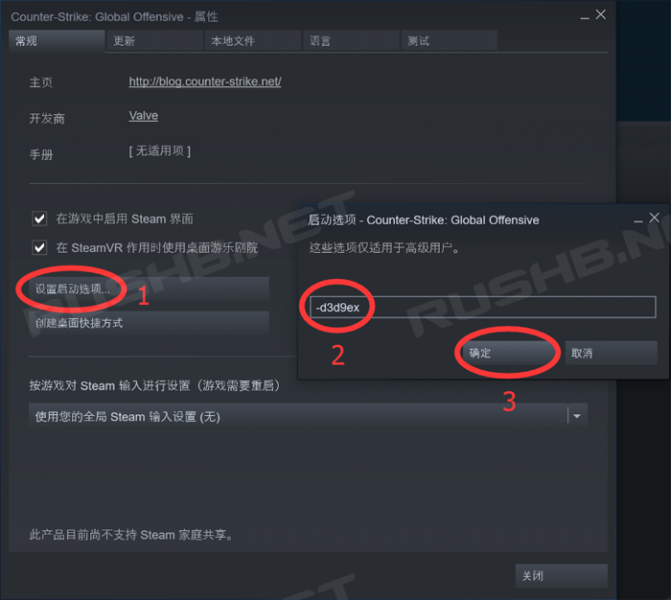 Counter-Strike: Global Offensive - 属性
常规 更新 本地文件 语言 测试
主页 http://blog.counter-strike.net/
开发商 Valve
手册 [ 无适用项 ]
在游戏中启用 Steam 界面
在 SteamVR 作用时使用桌面游乐剧院
设置启动选项...
1
创建桌面快捷方式
按游戏对 Steam 输入进行设置（游戏需要重启）
使用您的全局 Steam 输入设置 (无)
此产品目前尚不支持 Steam 家庭共享。
关闭
启动选项 - Counter-Strike: Global Offensive
这些选项仅适用于高级用户。
-d3d9ex
2
确定 取消
3
RUSHB.NET
RUSHB.NET
RUSHB.NET